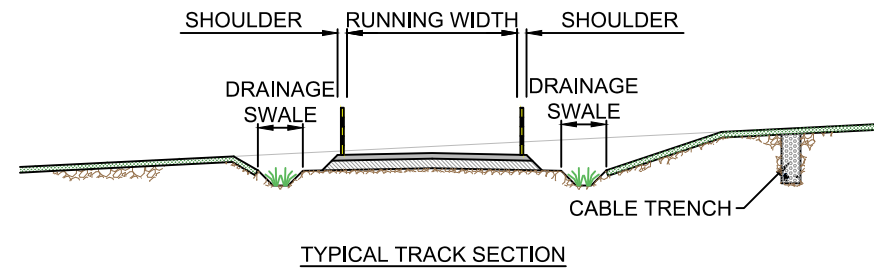 SHOULDER
RUNNING WIDTH
SHOULDER
DRAINAGE
SWALE
DRAINAGE
SWALE
CABLE TRENCH
TYPICAL TRACK SECTION